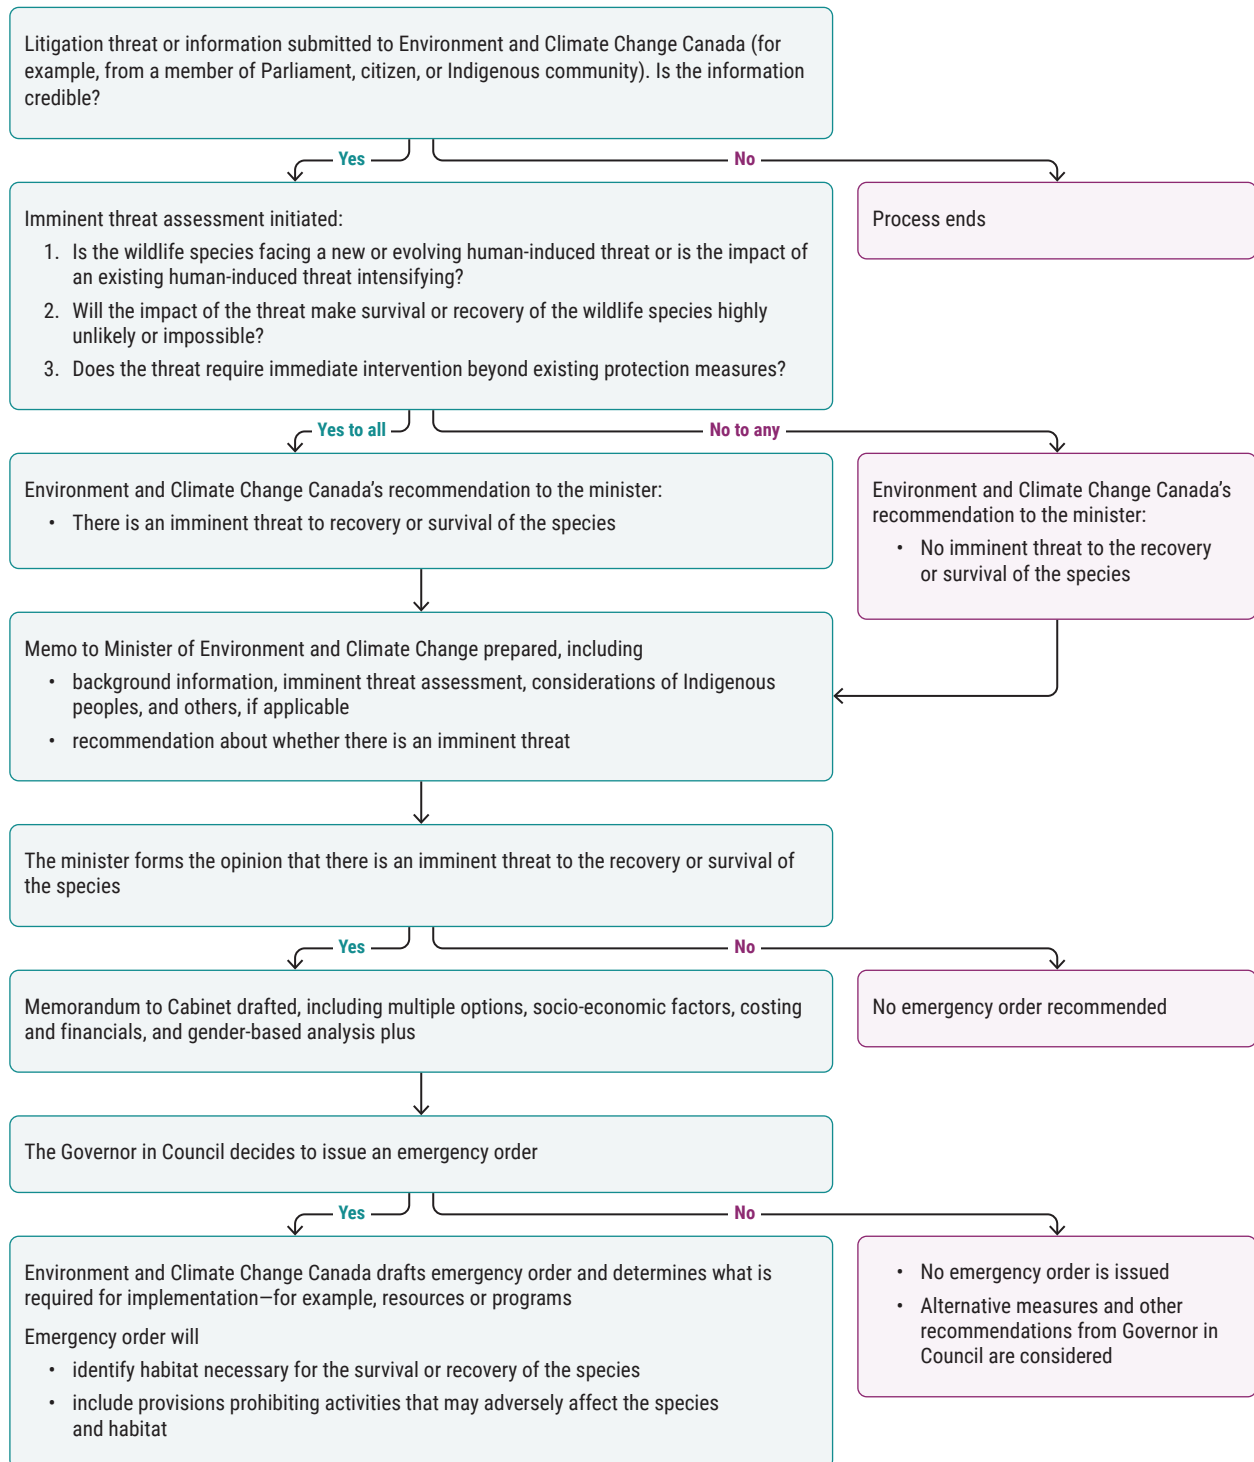 Litigation threat or information submitted to Environment and Climate Change Canada (for
example, from a member of Parliament, citizen, or Indigenous community). Is the information
credible?
Yes
No
Imminent threat assessment initiated:
1. Is the wildlife species facing a new or evolving human-induced threat or is the impact of
an existing human-induced threat intensifying?
2. Will the impact of the threat make survival or recovery of the wildlife species highly
unlikely or impossible?
3. Does the threat require immediate intervention beyond existing protection measures?
Process ends
Yes to all
No to any
Environment and Climate Change Canada’s recommendation to the minister:
• There is an imminent threat to recovery or survival of the species
Environment and Climate Change Canada’s
recommendation to the minister:
• No imminent threat to the recovery
or survival of the species
Memo to Minister of Environment and Climate Change prepared, including
• background information, imminent threat assessment, considerations of Indigenous
peoples, and others, if applicable
• recommendation about whether there is an imminent threat
The minister forms the opinion that there is an imminent threat to the recovery or survival of
the species
Yes
No
Memorandum to Cabinet drafted, including multiple options, socio-economic factors, costing
and financials, and gender-based analysis plus
No emergency order recommended
The Governor in Council decides to issue an emergency order
Yes
No
Environment and Climate Change Canada drafts emergency order and determines what is
required for implementation—for example, resources or programs
Emergency order will
• identify habitat necessary for the survival or recovery of the species
• include provisions prohibiting activities that may adversely affect the species
and habitat
• No emergency order is issued
• Alternative measures and other
recommendations from Governor in
Council are considered